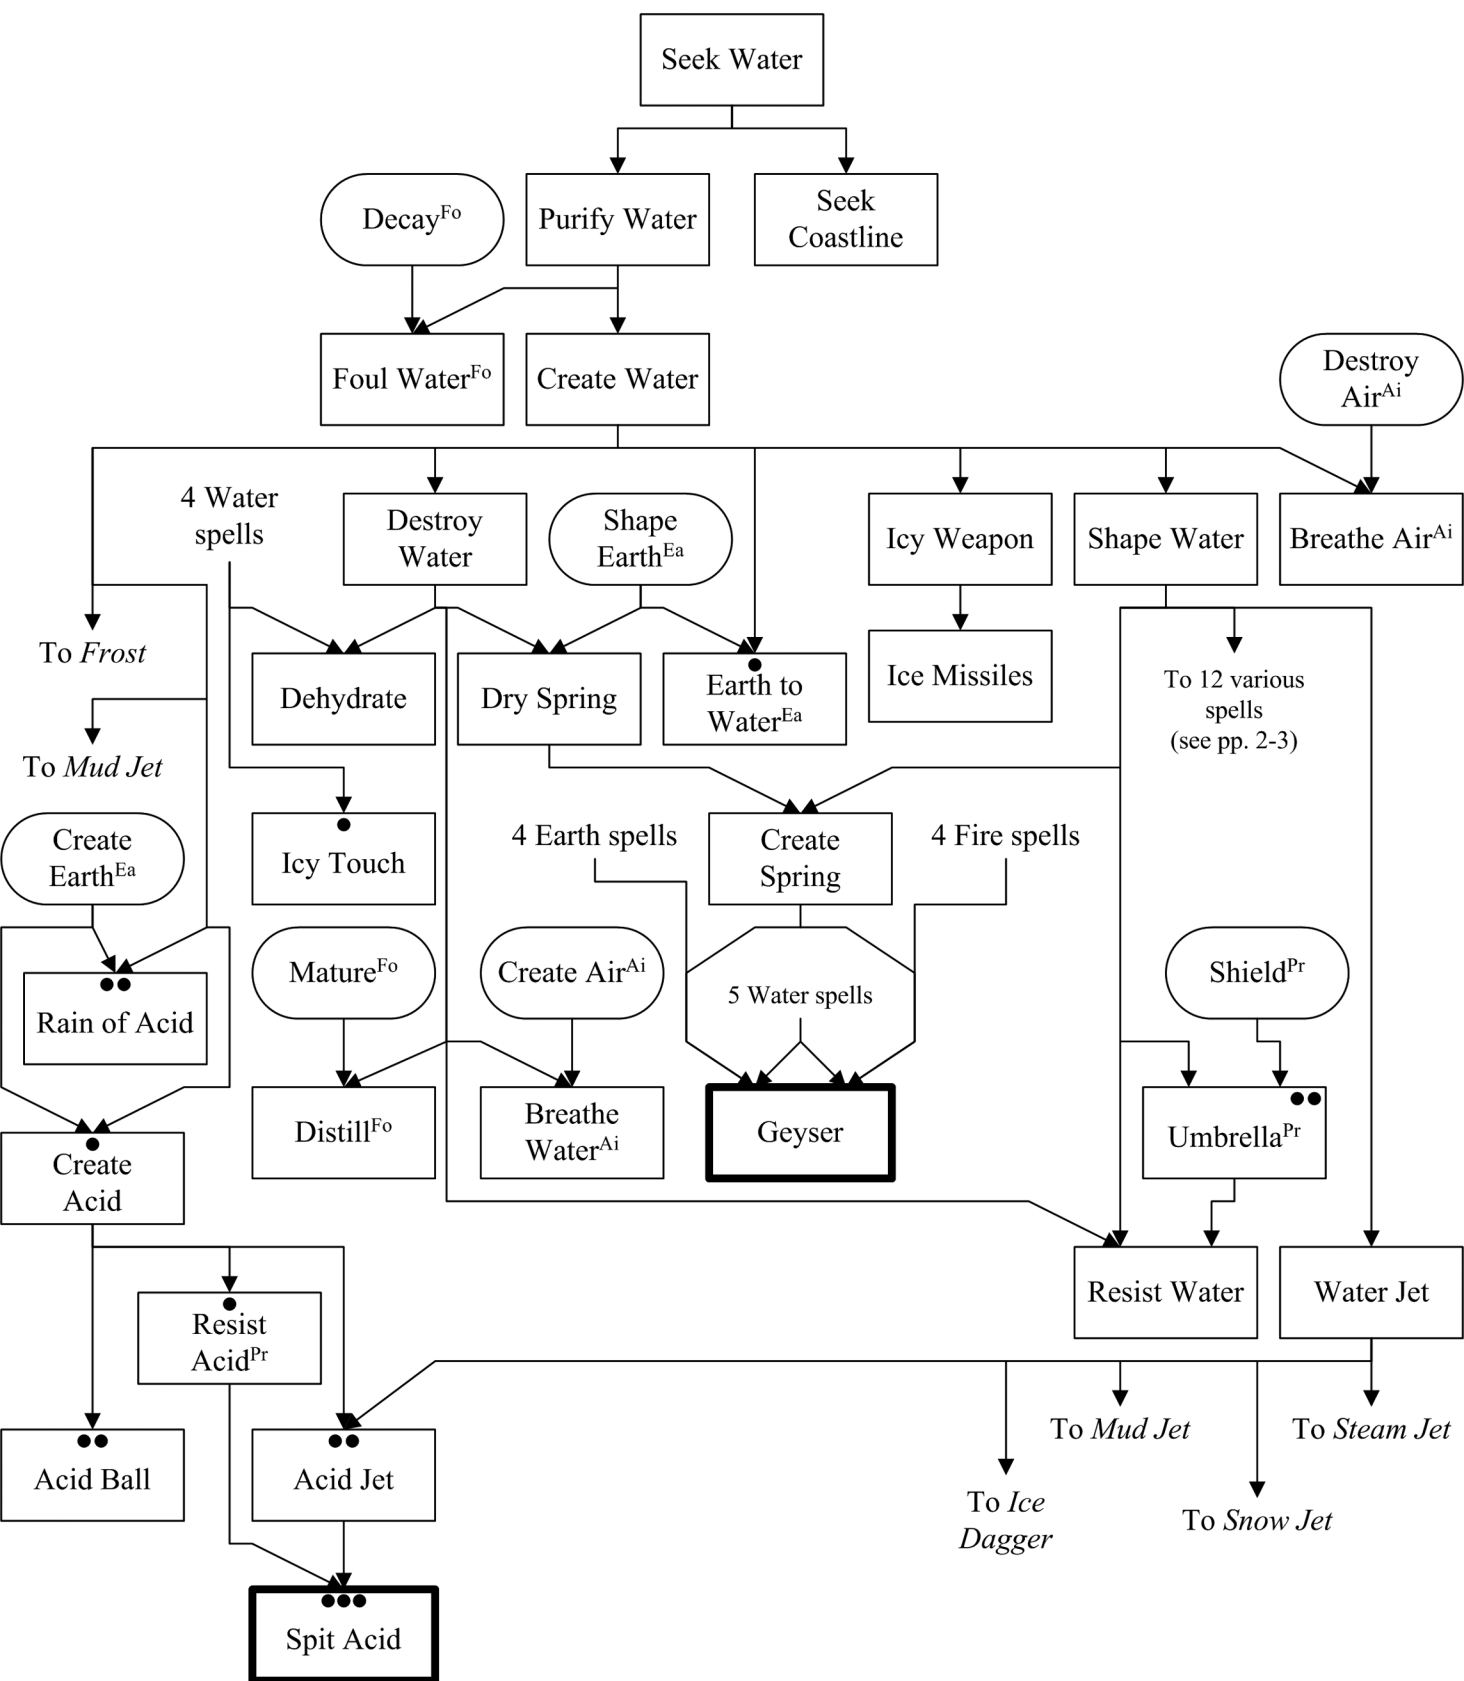 Seek Water
Decay^Fo
Purify Water
Seek
Coastline
Foul Water^Fo
Create Water
Destroy
Air^Ai
4 Water
spells
Destroy
Water
Shape
Earth^Ea
Icy Weapon
Shape Water
Breathe Air^Ai
To Frost
Dehydrate
Dry Spring
Earth to
Water^Ea
Ice Missiles
To 12 various
spells
(see pp. 2-3)
To Mud Jet
Create
Earth^Ea
Icy Touch
4 Earth spells
Create
Spring
4 Fire spells
Rain of Acid
Mature^Fo
Create Air^Ai
5 Water spells
Shield^Pr
Create
Acid
Distill^Fo
Breathe
Water^Ai
Geyser
Umbrella^Pr
Resist
Acid^Pr
Resist Water
Water Jet
Acid Ball
Acid Jet
To Mud Jet
To Steam Jet
To Ice
Dagger
To Snow Jet
Spit Acid